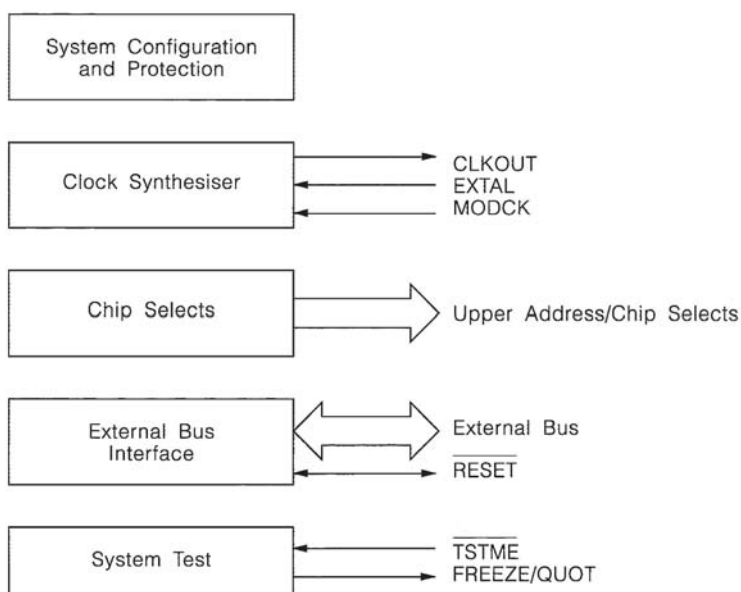 System Configuration
and Protection
Clock Synthesiser
CLKOUT
EXTAL
MODCK
Chip Selects
Upper Address/Chip Selects
External Bus
Interface
External Bus
RESET
System Test
TSTME
FREEZE/QUOT